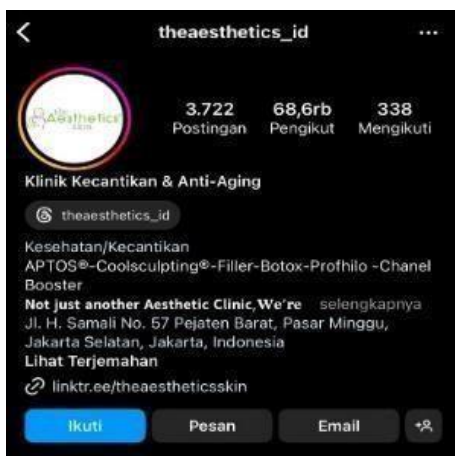 theaesthetics_id
Aesthetics
3.722 68,6rb 338
Postingan Pengikut Mengikuti
Klinik Kecantikan & Anti-Aging
theaesthetics_id
Kesehatan/Kecantikan
APTOS®-Coolsculpting®-Filler-Botox-Profhilo -Chanel
Booster
Not just another Aesthetic Clinic,We're selengkapnya
Jl. H. Samali No. 57 Pejaten Barat, Pasar Minggu,
Jakarta Selatan, Jakarta, Indonesia
Lihat Terjemahan
linktr.ee/theaestheticsskin
Ikuti Pesan Email